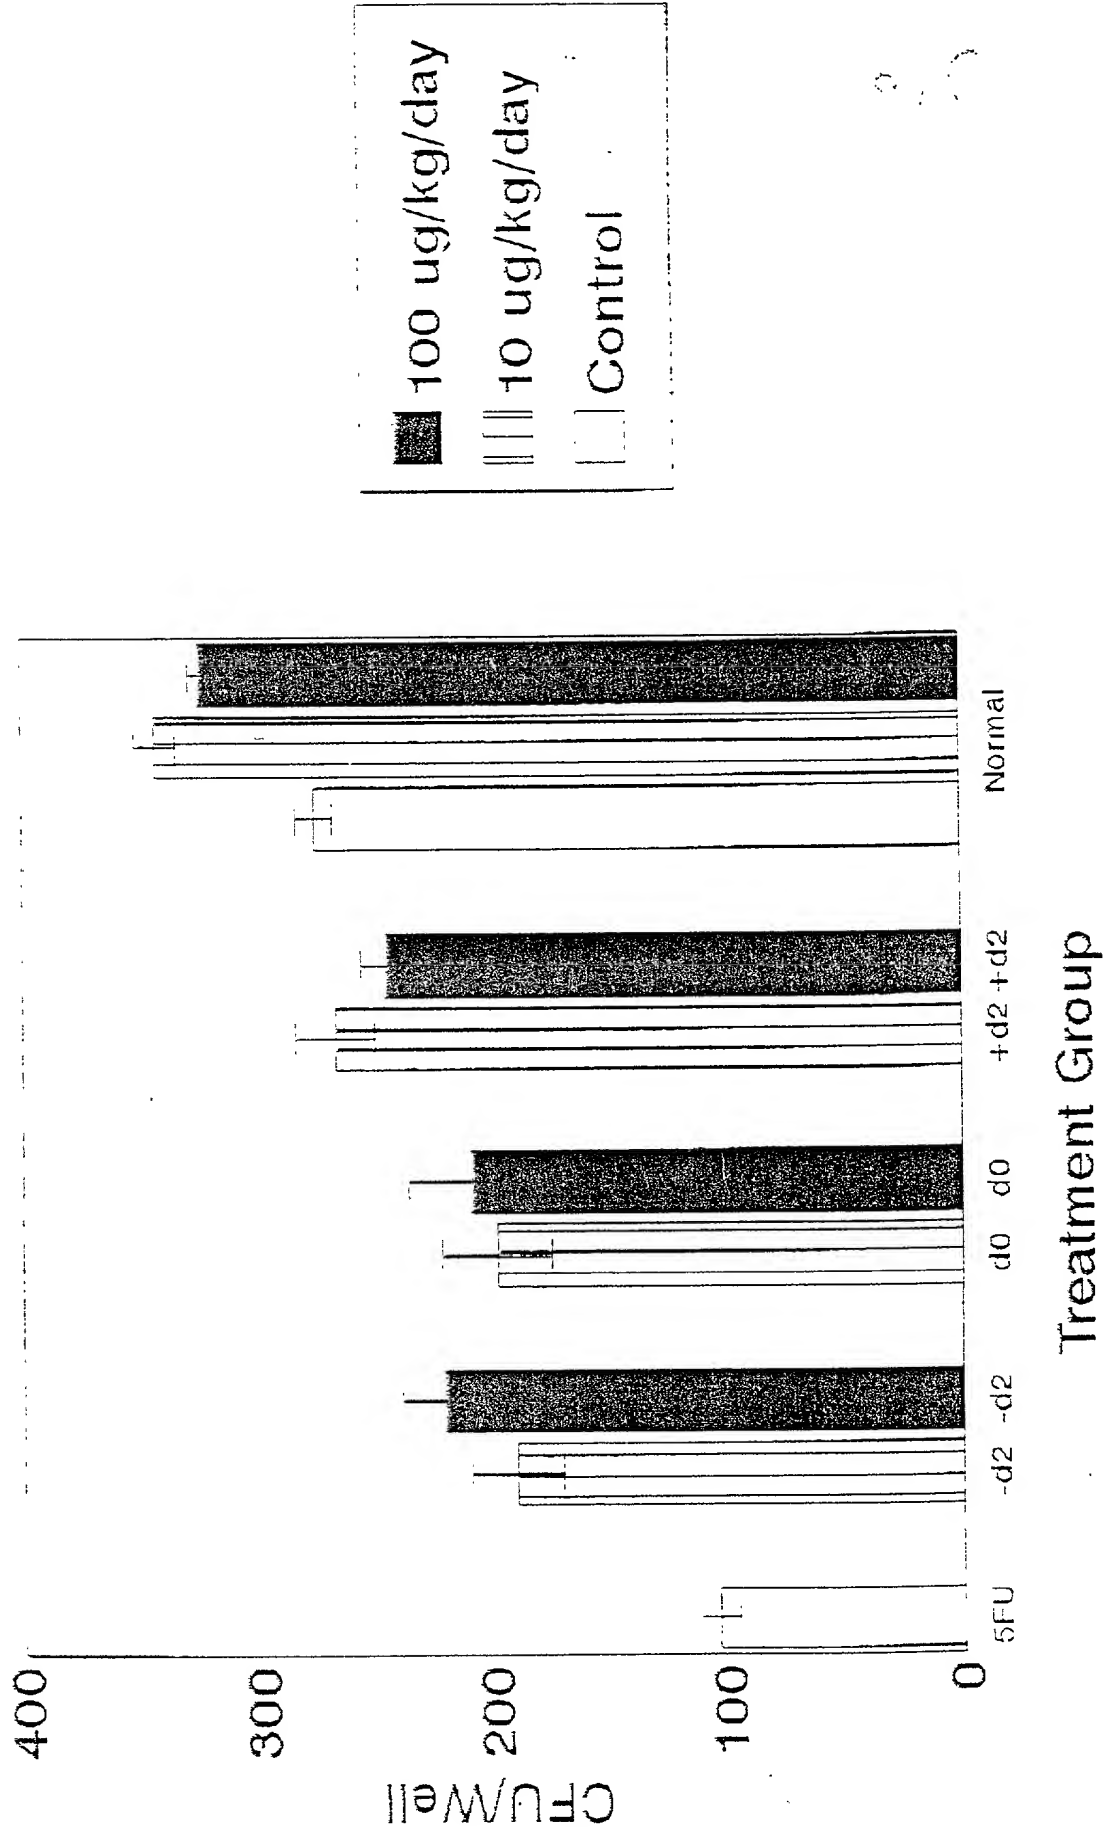 400
300
200
100
0
CFU/Well
5FU
-d2 -d2
d0 d0
+d2 +d2
Normal
Treatment Group
100 ug/kg/day
10 ug/kg/day
Control